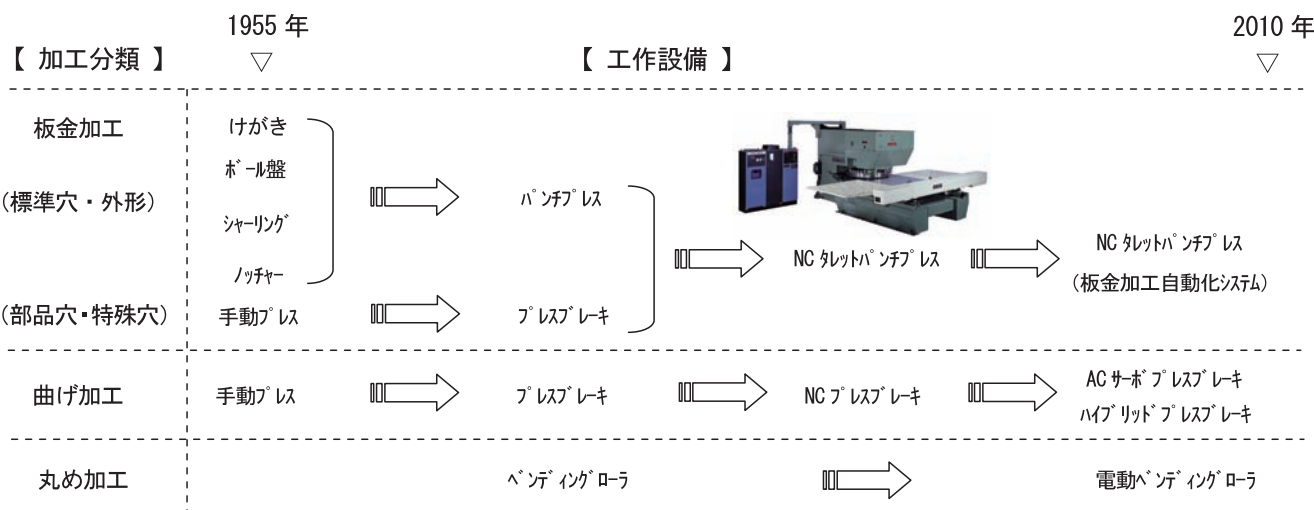 1955 年
2010 年
【 加工分類 】
▽
【 工作設備 】
▽
板金加工
けがき
ﾎﾞｰﾙ盤
(標準穴・外形)
ﾊﾟﾝﾁﾌﾟﾚｽ
ｼｬｰﾘﾝｸﾞ
NC ﾀﾚｯﾄﾊﾟﾝﾁﾌﾟﾚｽ
NC ﾀﾚｯﾄﾊﾟﾝﾁﾌﾟﾚｽ
ﾉｯﾁｬｰ
(板金加工自動化ｼｽﾃﾑ)
(部品穴・特殊穴)
手動ﾌﾟﾚｽ
ﾌﾟﾚｽﾌﾞﾚｰｷ
曲げ加工
手動ﾌﾟﾚｽ
ﾌﾟﾚｽﾌﾞﾚｰｷ
NC ﾌﾟﾚｽﾌﾞﾚｰｷ
AC ｻｰﾎﾞﾌﾟﾚｽﾌﾞﾚｰｷ
ﾊｲﾌﾞﾘｯﾄﾞﾌﾟﾚｽﾌﾞﾚｰｷ
丸め加工
ﾍﾞﾝﾃﾞｨﾝｸﾞﾛｰﾗ
電動ﾍﾞﾝﾃﾞｨﾝｸﾞﾛｰﾗ